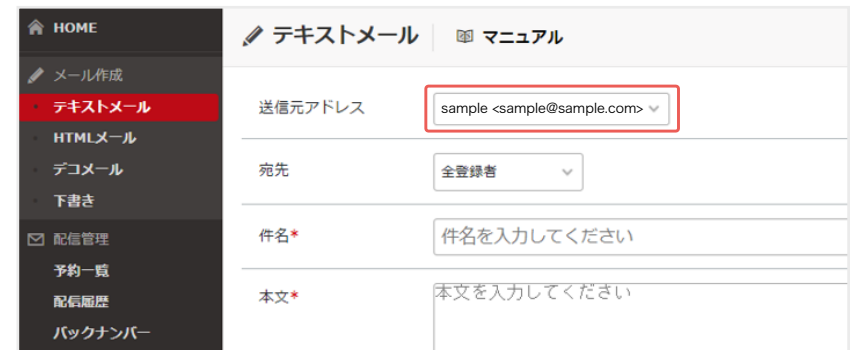 HOME
メール作成
テキストメール
HTMLメール
デコメール
下書き
配信管理
予約一覧
配信履歴
バックナンバー
テキストメール
マニュアル
送信元アドレス
sample <sample@sample.com>
宛先
全登録者
件名*
件名を入力してください
本文*
本文を入力してください